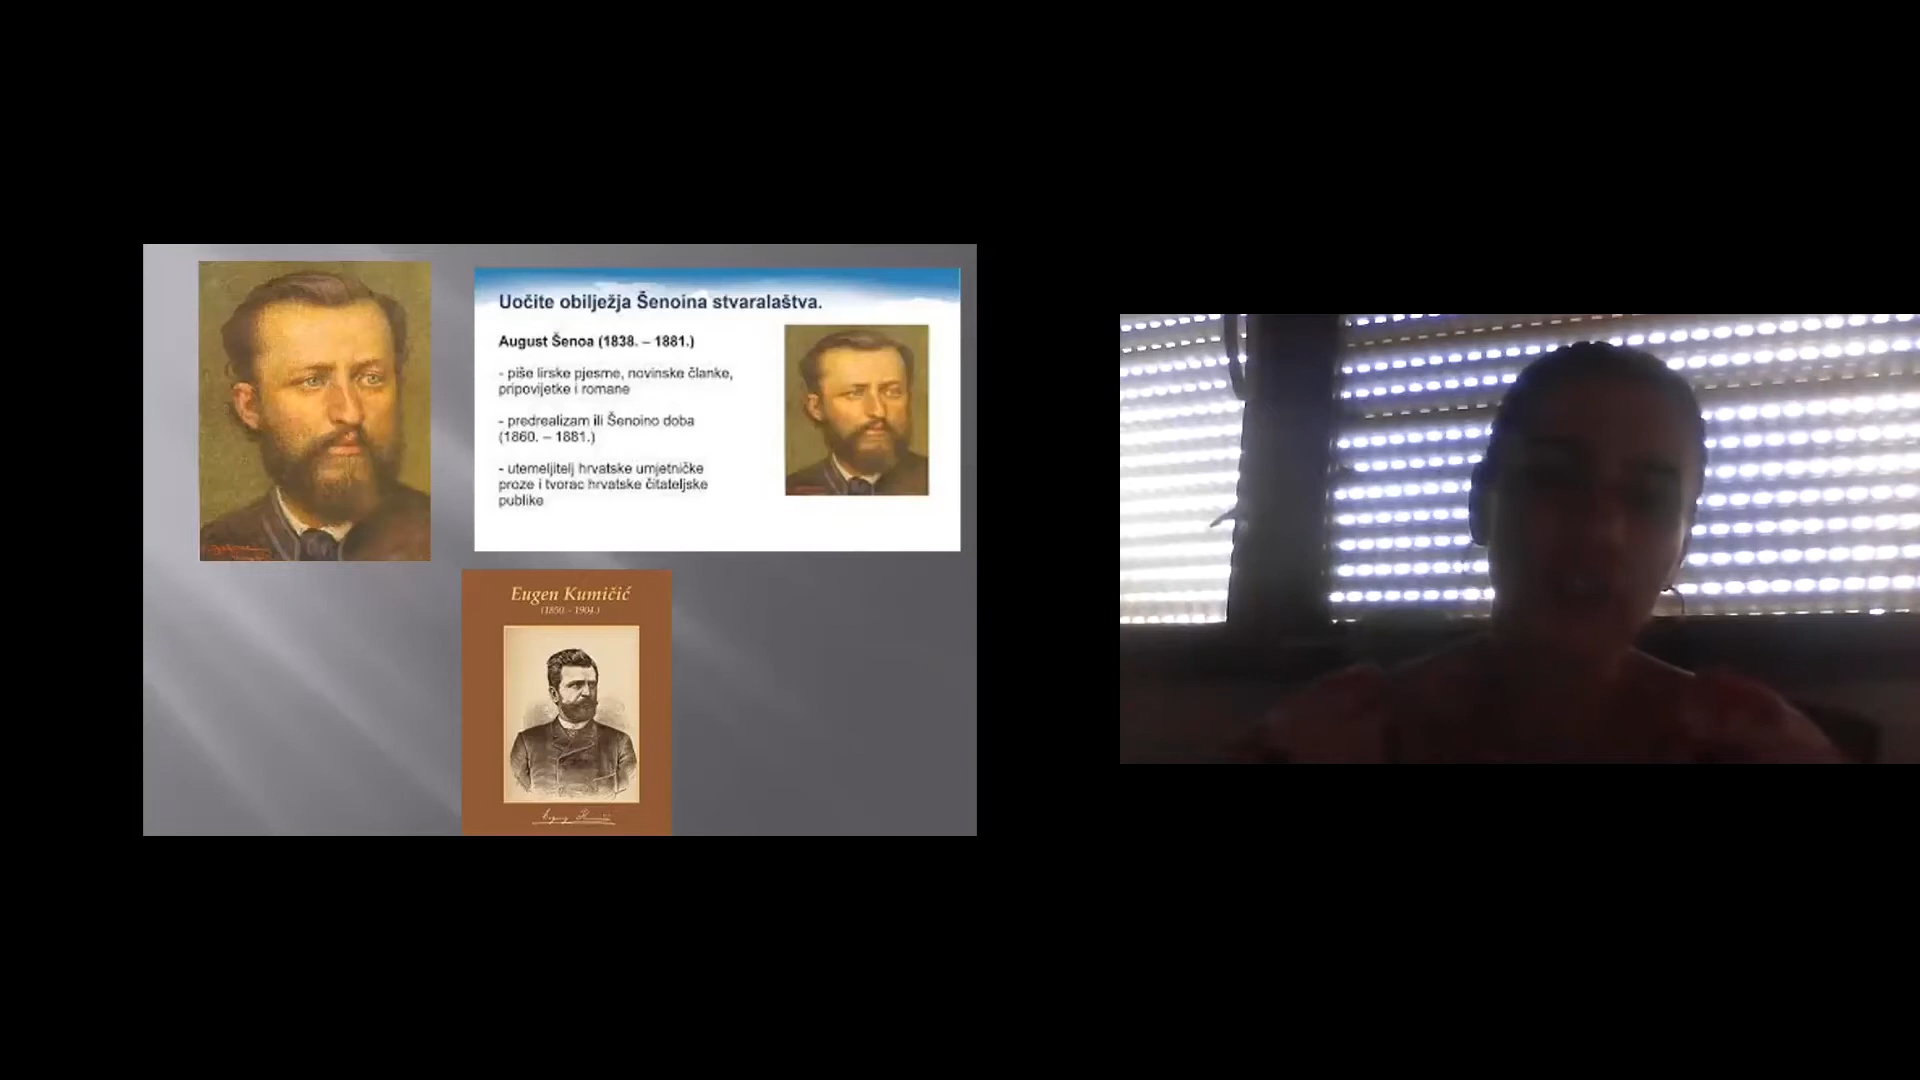 Uočite obilježja Šenoina stvaralaštva.
August Šenoa (1838. – 1881.)
- piše lirske pjesme, novinske članke,
pripovijetke i romane
- predrealizam ili Šenoino doba
(1860. – 1881.)
- utemeljitelj hrvatske umjetničke
proze i tvorac hrvatske čitateljske
publike
Eugen Kumičić
(1850. – 1904.)